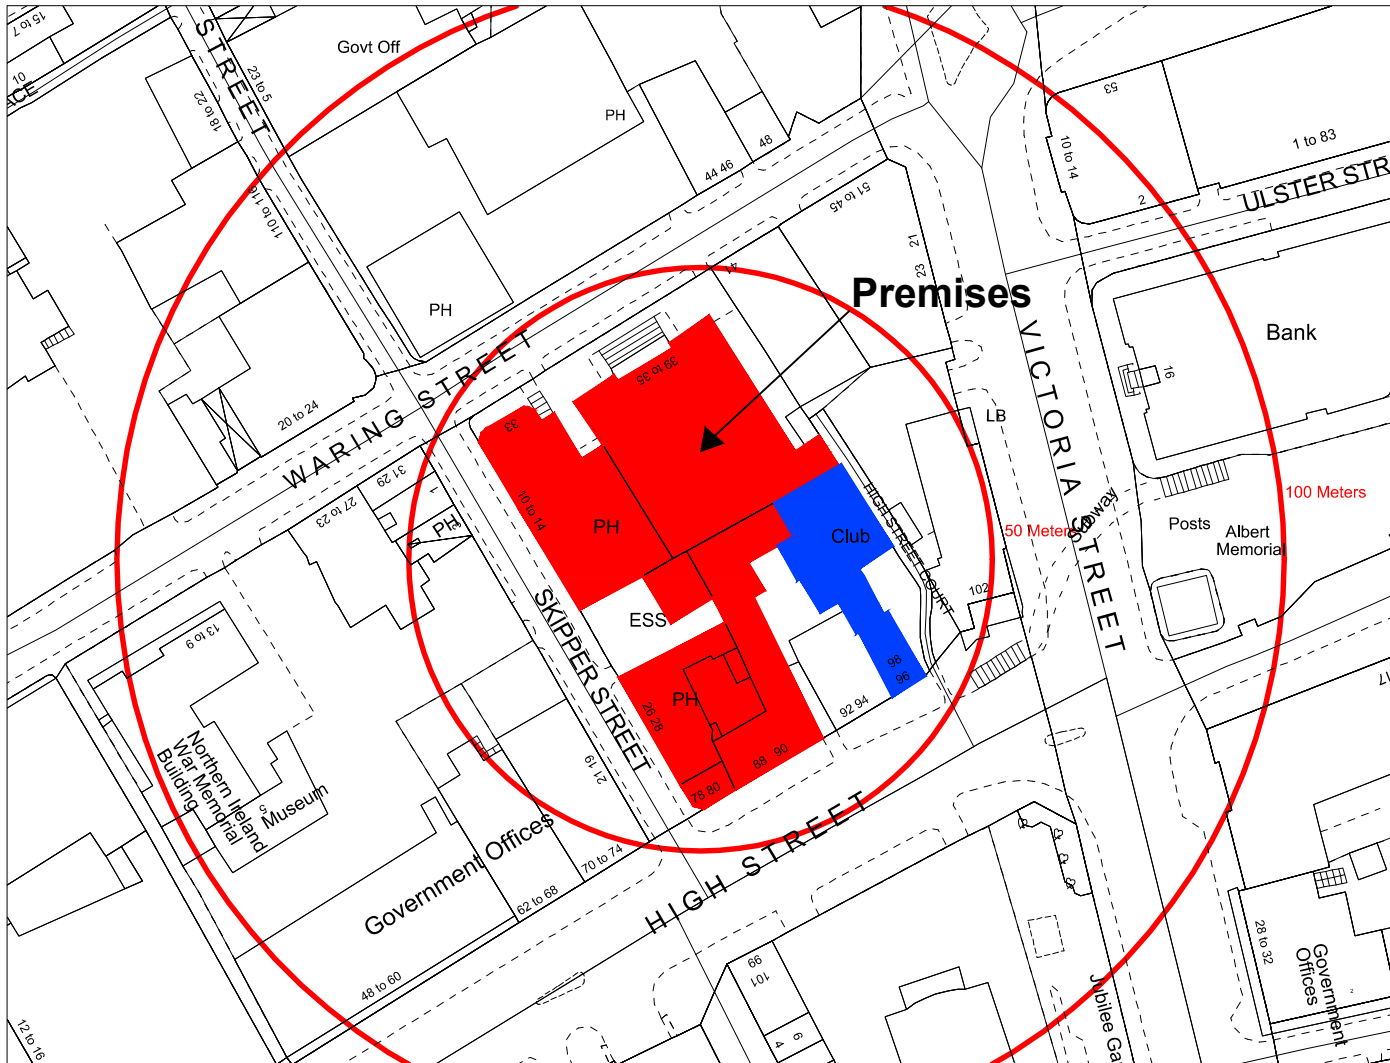 15 to 7
10
ACE
STREET
18 to 22
23 to 5
Govt Off
PH
44 46
48
53
10 to 14
1 to 83
2
ULSTER STR
110 to 116
51 to 45
21
23
41
Premises
PH
Bank
16
VICTORIA STREET
WARING STREET
20 to 24
39 to 35
33
LB
31 29
27 to 23
1
PH
10 to 14
PH
Club
HIGH STREET COURT
50 Meters
Subway
100 Meters
Posts
Albert
Memorial
102
ESS
SKIPPER STREET
13 to 9
98
96
92 94
PH
26 28
88 90
78 80
17
21 19
Northern Ireland
War Memorial
Building
5
Museum
Government Offices
70 to 74
62 to 68
48 to 60
HIGH STREET
99
101
6
4
12 to 16
Jubilee Ga
28 to 32
Government
Offices